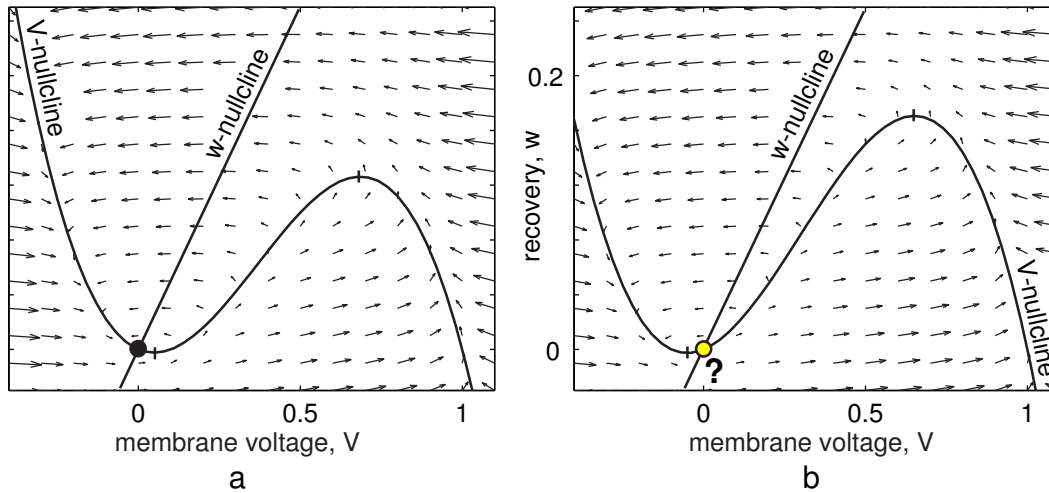 V-nullcline
w-nullcline
0
0.5
1
membrane voltage, V
a
recovery, w
0.2
0
w-nullcline
V-nullcline
?
0
0.5
1
membrane voltage, V
b